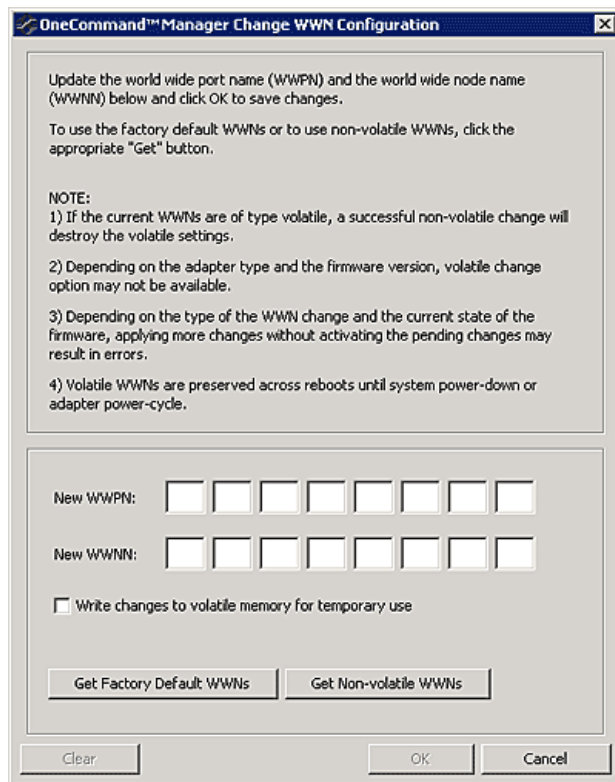 OneCommand™Manager Change WWN Configuration
Update the world wide port name (WWPN) and the world wide node name
(WWNN) below and click OK to save changes.
To use the factory default WWNs or to use non-volatile WWNs, click the
appropriate "Get" button.
NOTE:
1) If the current WWNs are of type volatile, a successful non-volatile change will
destroy the volatile settings.
2) Depending on the adapter type and the firmware version, volatile change
option may not be available.
3) Depending on the type of the WWN change and the current state of the
firmware, applying more changes without activating the pending changes may
result in errors.
4) Volatile WWNs are preserved across reboots until system power-down or
adapter power-cycle.
New WWPN:
New WWNN:
Write changes to volatile memory for temporary use
Get Factory Default WWNs Get Non-volatile WWNs
Clear OK Cancel